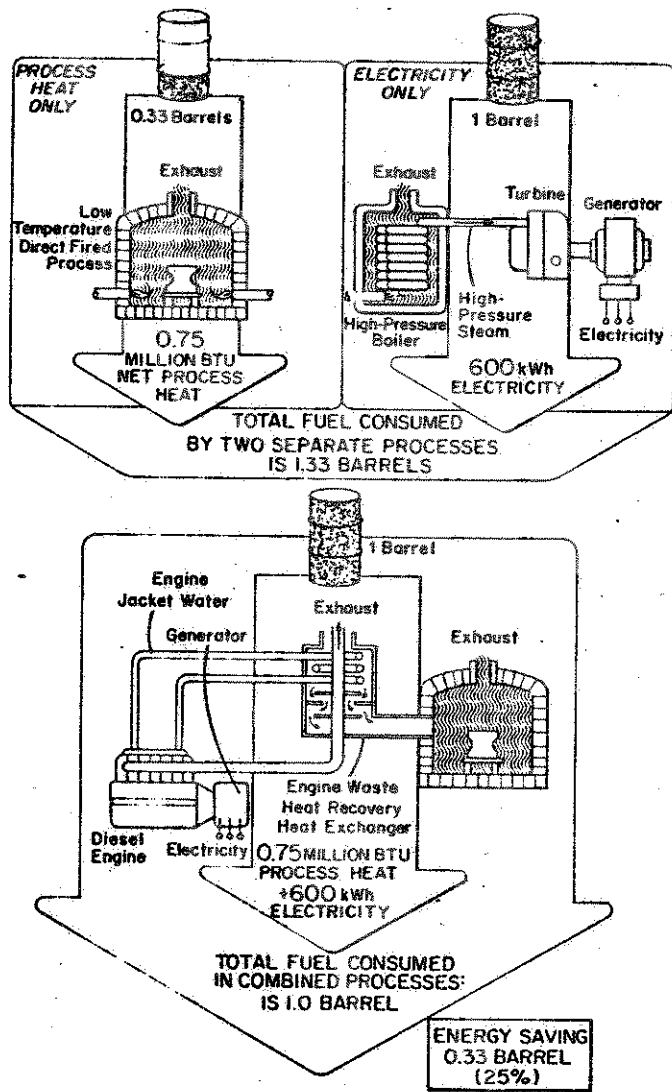 PROCESS
HEAT
ONLY
0.33 Barrels
Exhaust
Low
Temperature
Direct Fired
Process
0.75
MILLION BTU
NET PROCESS
HEAT
ELECTRICITY
ONLY
1 Barrel
Exhaust
Turbine
Generator
High-Pressure
Boiler
High-
Pressure
Steam
Electricity
600 kWh
ELECTRICITY
TOTAL FUEL CONSUMED
BY TWO SEPARATE PROCESSES
IS 1.33 BARRELS
1 Barrel
Engine
Jacket Water
Generator
Exhaust
Exhaust
Diesel
Engine
Electricity
Engine Waste
Heat Recovery
Heat Exchanger
0.75 MILLION BTU
PROCESS HEAT
+600 kWh
ELECTRICITY
TOTAL FUEL CONSUMED
IN COMBINED PROCESSES:
IS 1.0 BARREL
ENERGY SAVING
0.33 BARREL
(25%)